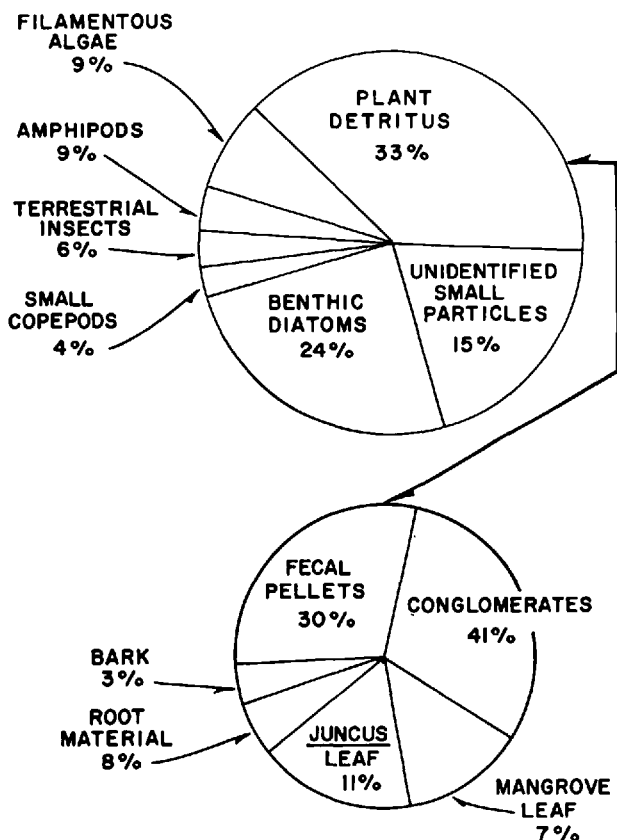 FILAMENTOUS
ALGAE
9%
AMPHIPODS
9%
TERRESTRIAL
INSECTS
6%
SMALL
COPEPODS
4%
PLANT
DETRITUS
33%
UNIDENTIFIED
SMALL
PARTICLES
15%
BENTHIC
DIATOMS
24%
FECAL
PELLETS
30%
CONGLOMERATES
41%
BARK
3%
ROOT
MATERIAL
8%
JUNCUS
LEAF
11%
MANGROVE
LEAF
7%